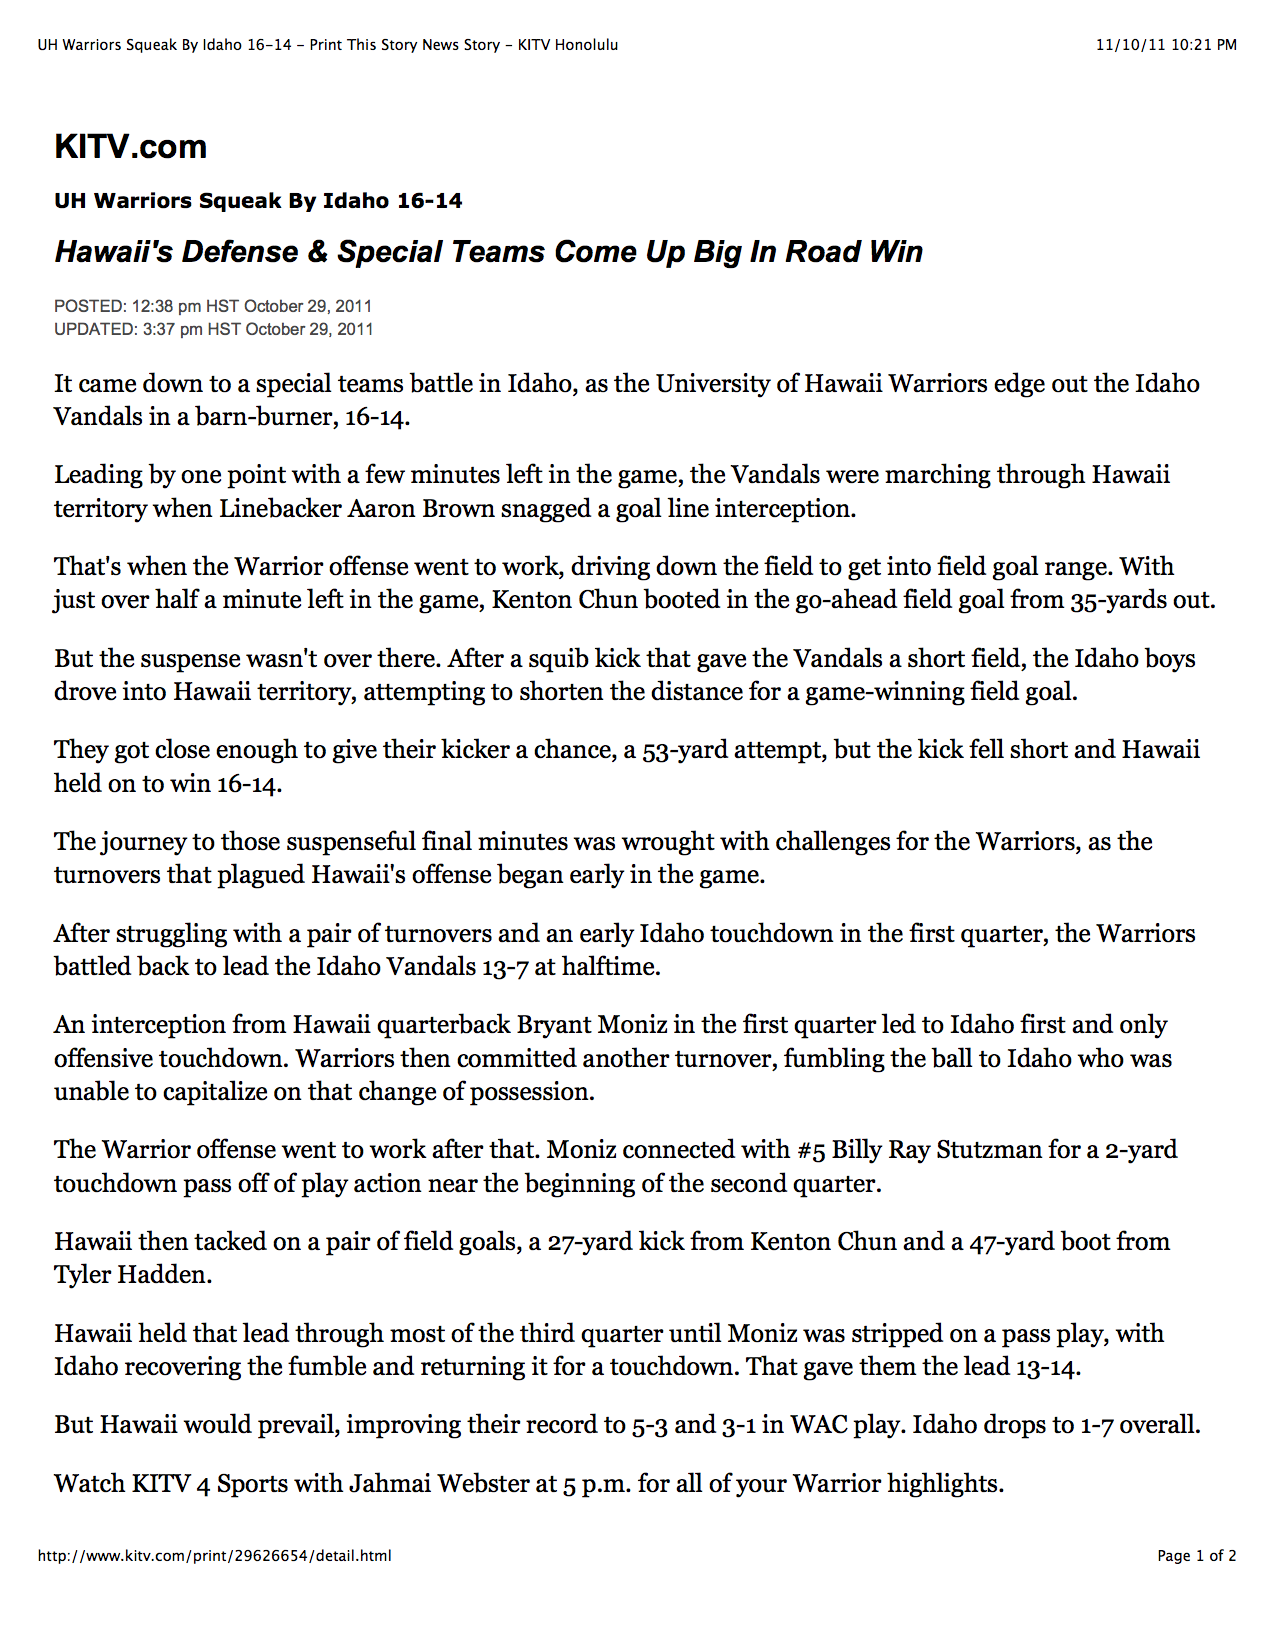 UH Warriors Squeak By Idaho 16-14 - Print This Story News Story - KITV Honolulu
11/10/11 10:21 PM
KITV.com
UH Warriors Squeak By Idaho 16-14
Hawaii's Defense & Special Teams Come Up Big In Road Win
POSTED: 12:38 pm HST October 29, 2011
UPDATED: 3:37 pm HST October 29, 2011
It came down to a special teams battle in Idaho, as the University of Hawaii Warriors edge out the Idaho
Vandals in a barn-burner, 16-14.
Leading by one point with a few minutes left in the game, the Vandals were marching through Hawaii
territory when Linebacker Aaron Brown snagged a goal line interception.
That's when the Warrior offense went to work, driving down the field to get into field goal range. With
just over half a minute left in the game, Kenton Chun booted in the go-ahead field goal from 35-yards out.
But the suspense wasn't over there. After a squib kick that gave the Vandals a short field, the Idaho boys
drove into Hawaii territory, attempting to shorten the distance for a game-winning field goal.
They got close enough to give their kicker a chance, a 53-yard attempt, but the kick fell short and Hawaii
held on to win 16-14.
The journey to those suspenseful final minutes was wrought with challenges for the Warriors, as the
turnovers that plagued Hawaii's offense began early in the game.
After struggling with a pair of turnovers and an early Idaho touchdown in the first quarter, the Warriors
battled back to lead the Idaho Vandals 13-7 at halftime.
An interception from Hawaii quarterback Bryant Moniz in the first quarter led to Idaho first and only
offensive touchdown. Warriors then committed another turnover, fumbling the ball to Idaho who was
unable to capitalize on that change of possession.
The Warrior offense went to work after that. Moniz connected with #5 Billy Ray Stutzman for a 2-yard
touchdown pass off of play action near the beginning of the second quarter.
Hawaii then tacked on a pair of field goals, a 27-yard kick from Kenton Chun and a 47-yard boot from
Tyler Hadden.
Hawaii held that lead through most of the third quarter until Moniz was stripped on a pass play, with
Idaho recovering the fumble and returning it for a touchdown. That gave them the lead 13-14.
But Hawaii would prevail, improving their record to 5-3 and 3-1 in WAC play. Idaho drops to 1-7 overall.
Watch KITV 4 Sports with Jahmai Webster at 5 p.m. for all of your Warrior highlights.
http://www.kitv.com/print/29626654/detail.html
Page 1 of 2